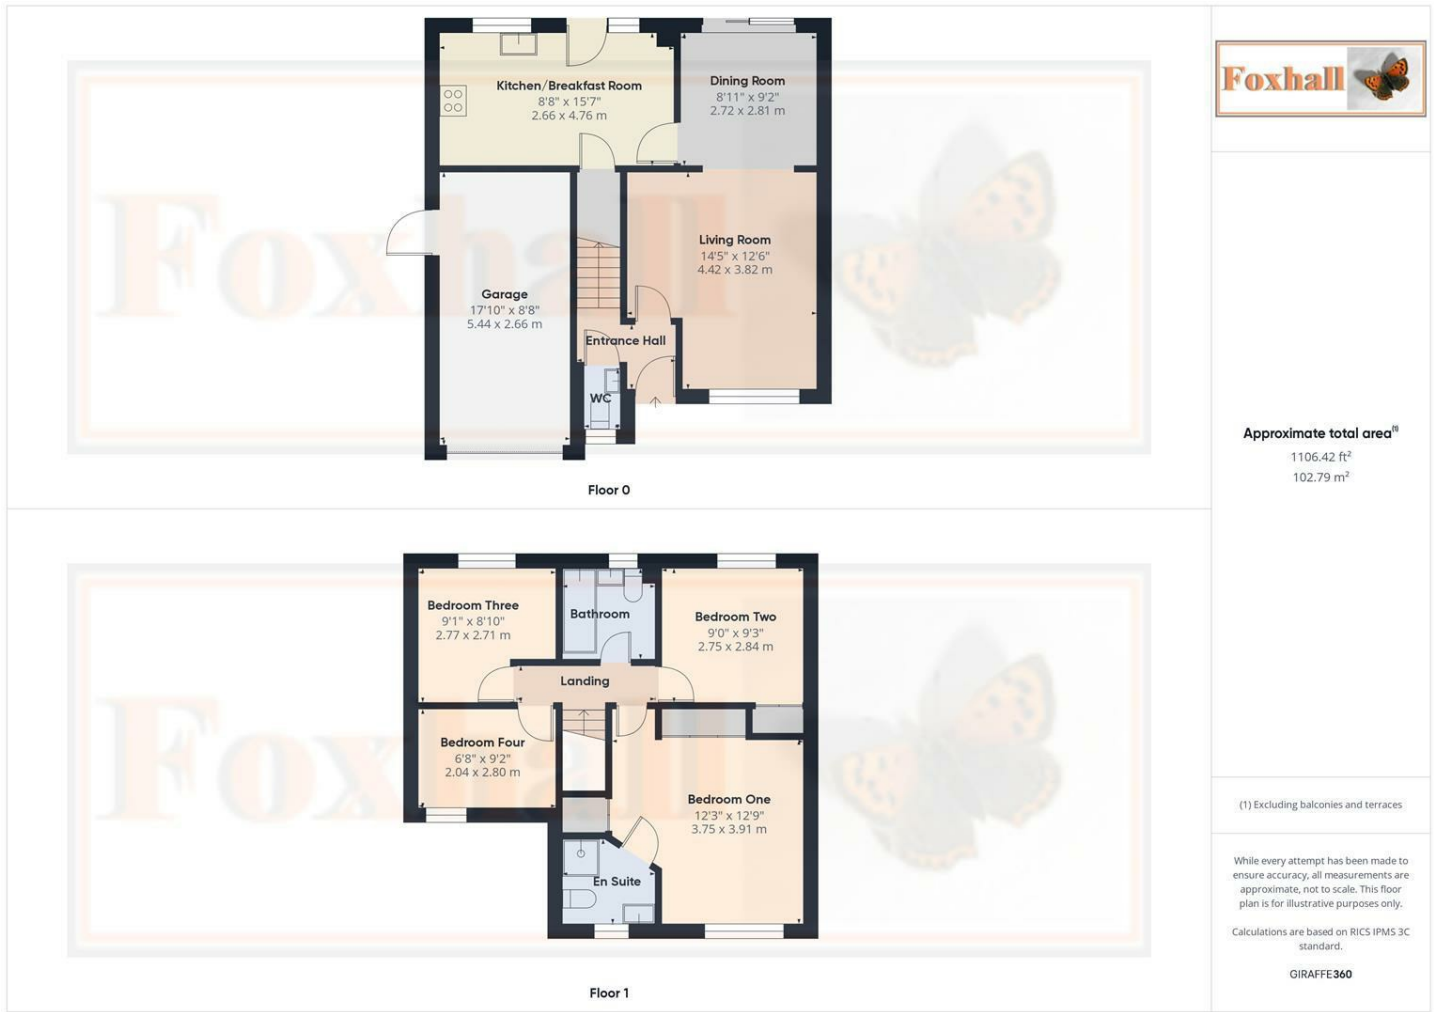 Kitchen/Breakfast Room
8'8" x 15'7"
2.66 x 4.76 m
Dining Room
8'11" x 9'2"
2.72 x 2.81 m
Living Room
14'5" x 12'6"
4.42 x 3.82 m
Garage
17'10" x 8'8"
5.44 x 2.66 m
Entrance Hall
WC
Foxhall
Floor 0
Bedroom Three
9'1" x 8'10"
2.77 x 2.71 m
Bathroom
Bedroom Two
9'0" x 9'3"
2.75 x 2.84 m
Landing
Bedroom Four
6'8" x 9'2"
2.04 x 2.80 m
Bedroom One
12'3" x 12'9"
3.75 x 3.91 m
En Suite
Foxhall
Floor 1
Foxhall
Approximate total area(1)
1106.42 ft²
102.79 m²
(1) Excluding balconies and terraces
While every attempt has been made to
ensure accuracy, all measurements are
approximate, not to scale. This floor
plan is for illustrative purposes only.
Calculations are based on RICS IPMS 3C
standard.
GIRAFFE360